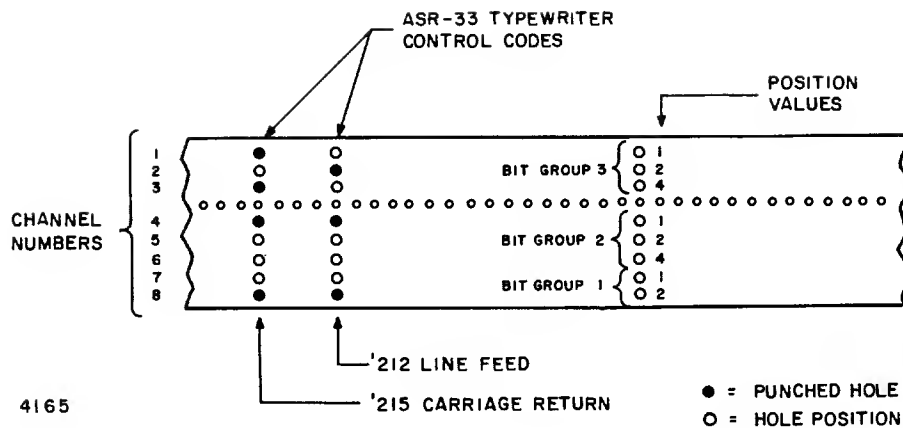 ASR-33 TYPEWRITER
CONTROL CODES
POSITION
VALUES
CHANNEL
NUMBERS
1
2
3
4
5
6
7
8
BIT GROUP 3
1
2
4
BIT GROUP 2
1
2
4
BIT GROUP 1
1
2
'212 LINE FEED
'215 CARRIAGE RETURN
4165
● = PUNCHED HOLE
○ = HOLE POSITION